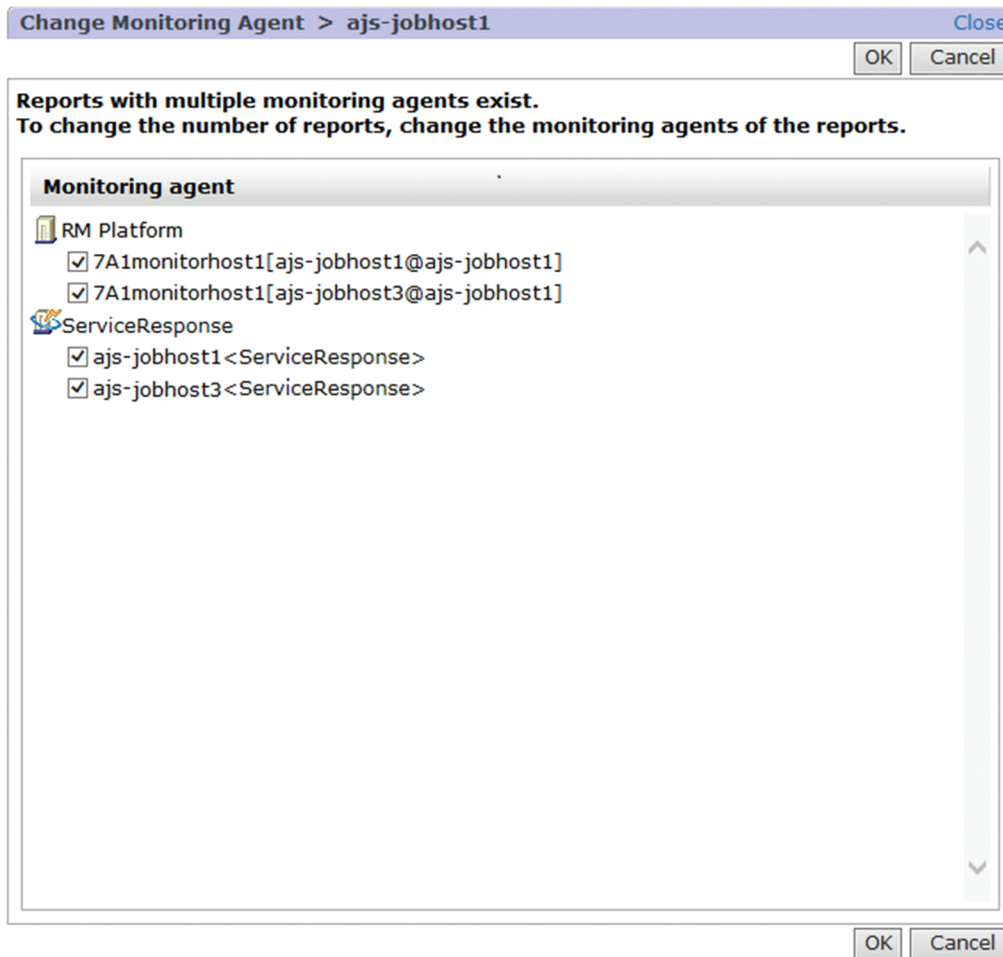 Change Monitoring Agent > ajs-jobhost1 Close
OK Cancel
Reports with multiple monitoring agents exist.
To change the number of reports, change the monitoring agents of the reports.
Monitoring agent
RM Platform
7A1monitorhost1[ajs-jobhost1@ajs-jobhost1]
7A1monitorhost1[ajs-jobhost3@ajs-jobhost1]
ServiceResponse
ajs-jobhost1<ServiceResponse>
ajs-jobhost3<ServiceResponse>
OK Cancel